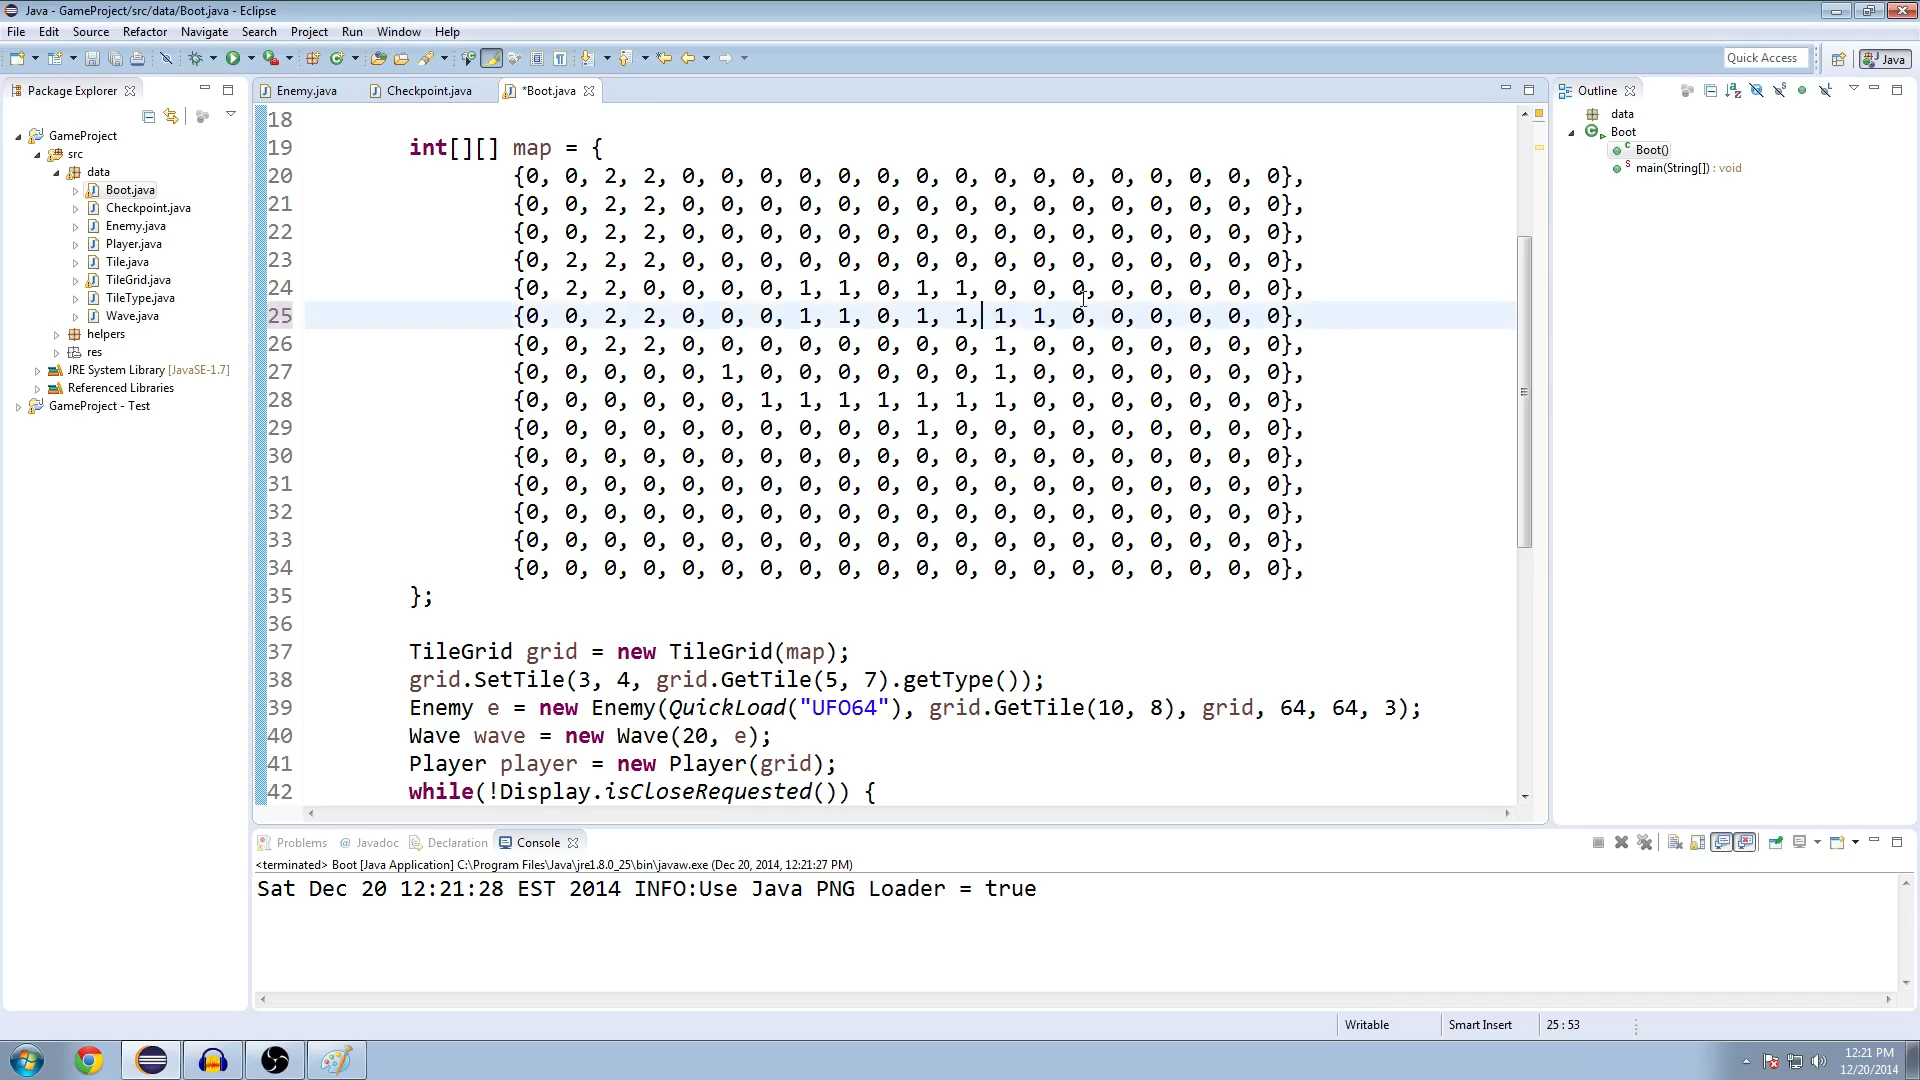 Java - GameProject/src/data/Boot.java - Eclipse
File Edit Source Refactor Navigate Search Project Run Window Help
Quick Access
Java
Package Explorer
GameProject
src
data
Boot.java
Checkpoint.java
Enemy.java
Player.java
Tile.java
TileGrid.java
TileType.java
Wave.java
helpers
res
JRE System Library [JavaSE-1.7]
Referenced Libraries
GameProject - Test
Enemy.java Checkpoint.java *Boot.java
18
19 int[][] map = {
20 {0, 0, 2, 2, 0, 0, 0, 0, 0, 0, 0, 0, 0, 0, 0, 0, 0, 0, 0, 0},
21 {0, 0, 2, 2, 0, 0, 0, 0, 0, 0, 0, 0, 0, 0, 0, 0, 0, 0, 0, 0},
22 {0, 0, 2, 2, 0, 0, 0, 0, 0, 0, 0, 0, 0, 0, 0, 0, 0, 0, 0, 0},
23 {0, 2, 2, 2, 0, 0, 0, 0, 0, 0, 0, 0, 0, 0, 0, 0, 0, 0, 0, 0},
24 {0, 2, 2, 0, 0, 0, 0, 1, 1, 0, 1, 1, 0, 0, 0, 0, 0, 0, 0, 0},
25 {0, 0, 2, 2, 0, 0, 0, 1, 1, 0, 1, 1, 1, 1, 0, 0, 0, 0, 0, 0},
26 {0, 0, 2, 2, 0, 0, 0, 0, 0, 0, 0, 0, 1, 0, 0, 0, 0, 0, 0, 0},
27 {0, 0, 0, 0, 0, 1, 0, 0, 0, 0, 0, 0, 1, 0, 0, 0, 0, 0, 0, 0},
28 {0, 0, 0, 0, 0, 0, 1, 1, 1, 1, 1, 1, 1, 0, 0, 0, 0, 0, 0, 0},
29 {0, 0, 0, 0, 0, 0, 0, 0, 0, 0, 1, 0, 0, 0, 0, 0, 0, 0, 0, 0},
30 {0, 0, 0, 0, 0, 0, 0, 0, 0, 0, 0, 0, 0, 0, 0, 0, 0, 0, 0, 0},
31 {0, 0, 0, 0, 0, 0, 0, 0, 0, 0, 0, 0, 0, 0, 0, 0, 0, 0, 0, 0},
32 {0, 0, 0, 0, 0, 0, 0, 0, 0, 0, 0, 0, 0, 0, 0, 0, 0, 0, 0, 0},
33 {0, 0, 0, 0, 0, 0, 0, 0, 0, 0, 0, 0, 0, 0, 0, 0, 0, 0, 0, 0},
34 {0, 0, 0, 0, 0, 0, 0, 0, 0, 0, 0, 0, 0, 0, 0, 0, 0, 0, 0, 0},
35 };
36
37 TileGrid grid = new TileGrid(map);
38 grid.SetTile(3, 4, grid.GetTile(5, 7).getType());
39 Enemy e = new Enemy(QuickLoad("UFO64"), grid.GetTile(10, 8), grid, 64, 64, 3);
40 Wave wave = new Wave(20, e);
41 Player player = new Player(grid);
42 while(!Display.isCloseRequested()) {
Outline
data
Boot
Boot()
main(String[]) : void
Problems Javadoc Declaration Console
<terminated> Boot [Java Application] C:\Program Files\Java\jre1.8.0_25\bin\javaw.exe (Dec 20, 2014, 12:21:27 PM)
Sat Dec 20 12:21:28 EST 2014 INFO:Use Java PNG Loader = true
Writable Smart Insert 25 : 53
12:21 PM
12/20/2014